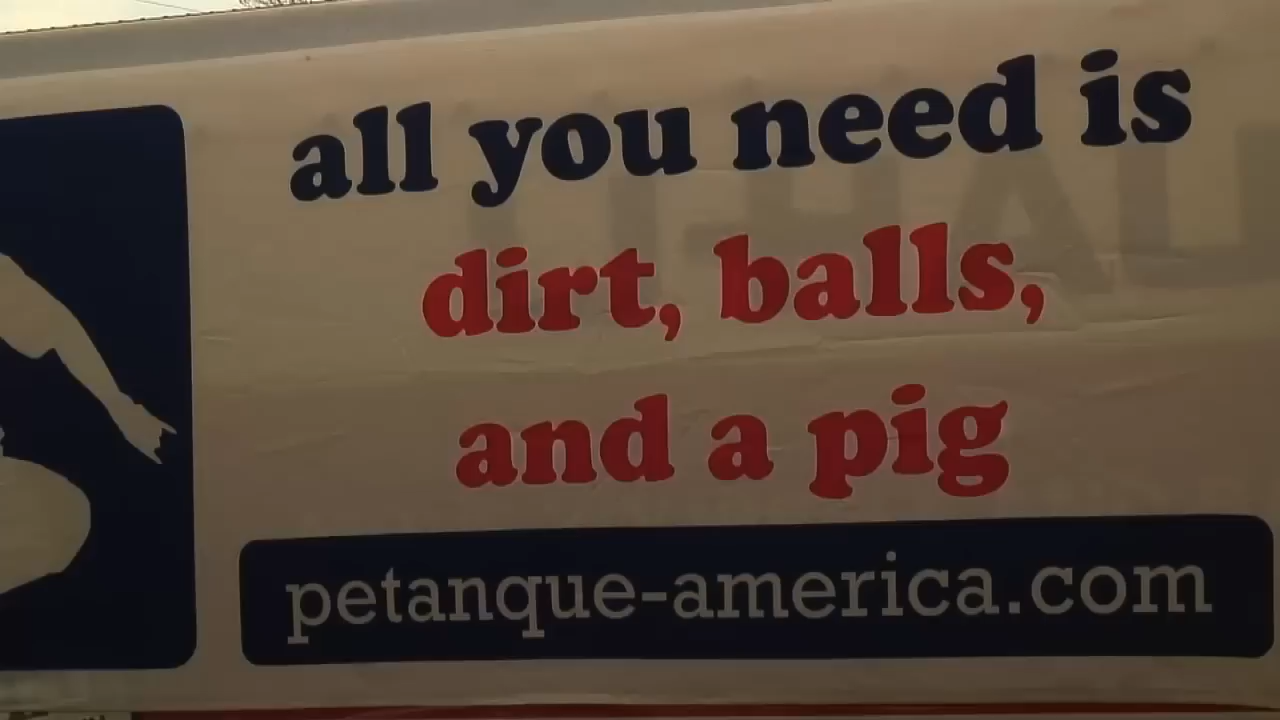 all you need is
dirt, balls,
and a pig
petanque-america.com